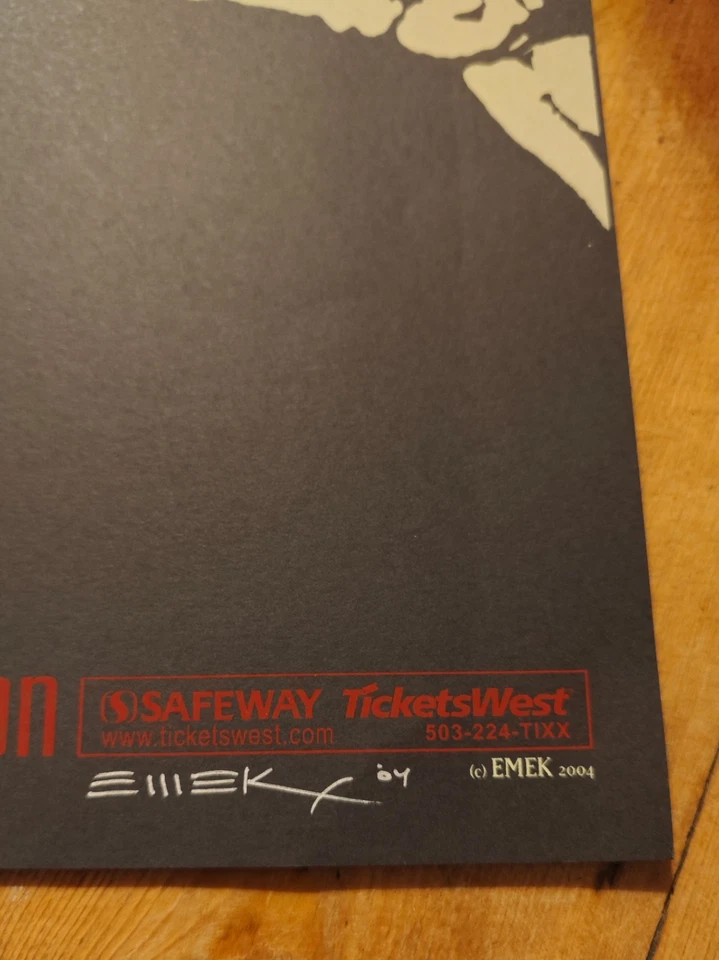 SAFEWAY TicketsWest
www.ticketswest.com 503-224-TIXX
EMEK '04 (c) EMEK 2004